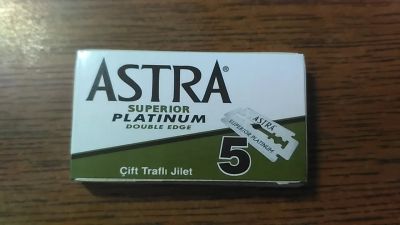 ASTRA®
SUPERIOR
PLATINUM
DOUBLE EDGE
ASTRA
SUPERIOR PLATINUM
5
Çift Traflı Jilet